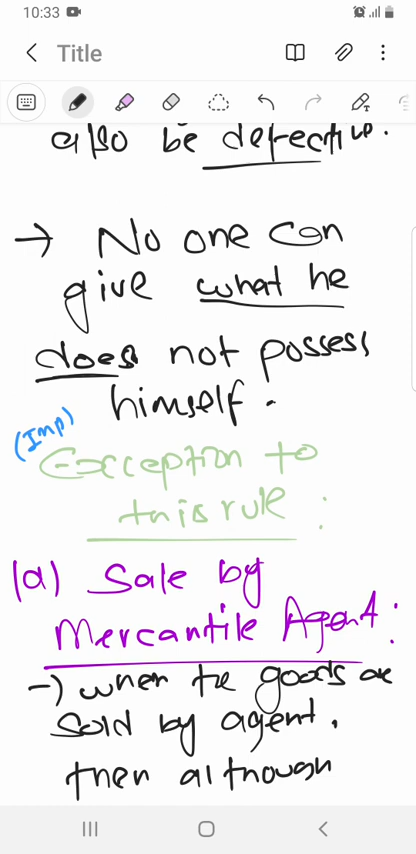 10:33
Title
also be defective.
→ No one can
give what he
does not possess
himself.
(Imp)
Exception to
this rule :
(a) Sale by
Mercantile Agent :
→ when the goods are
sold by agent,
then although